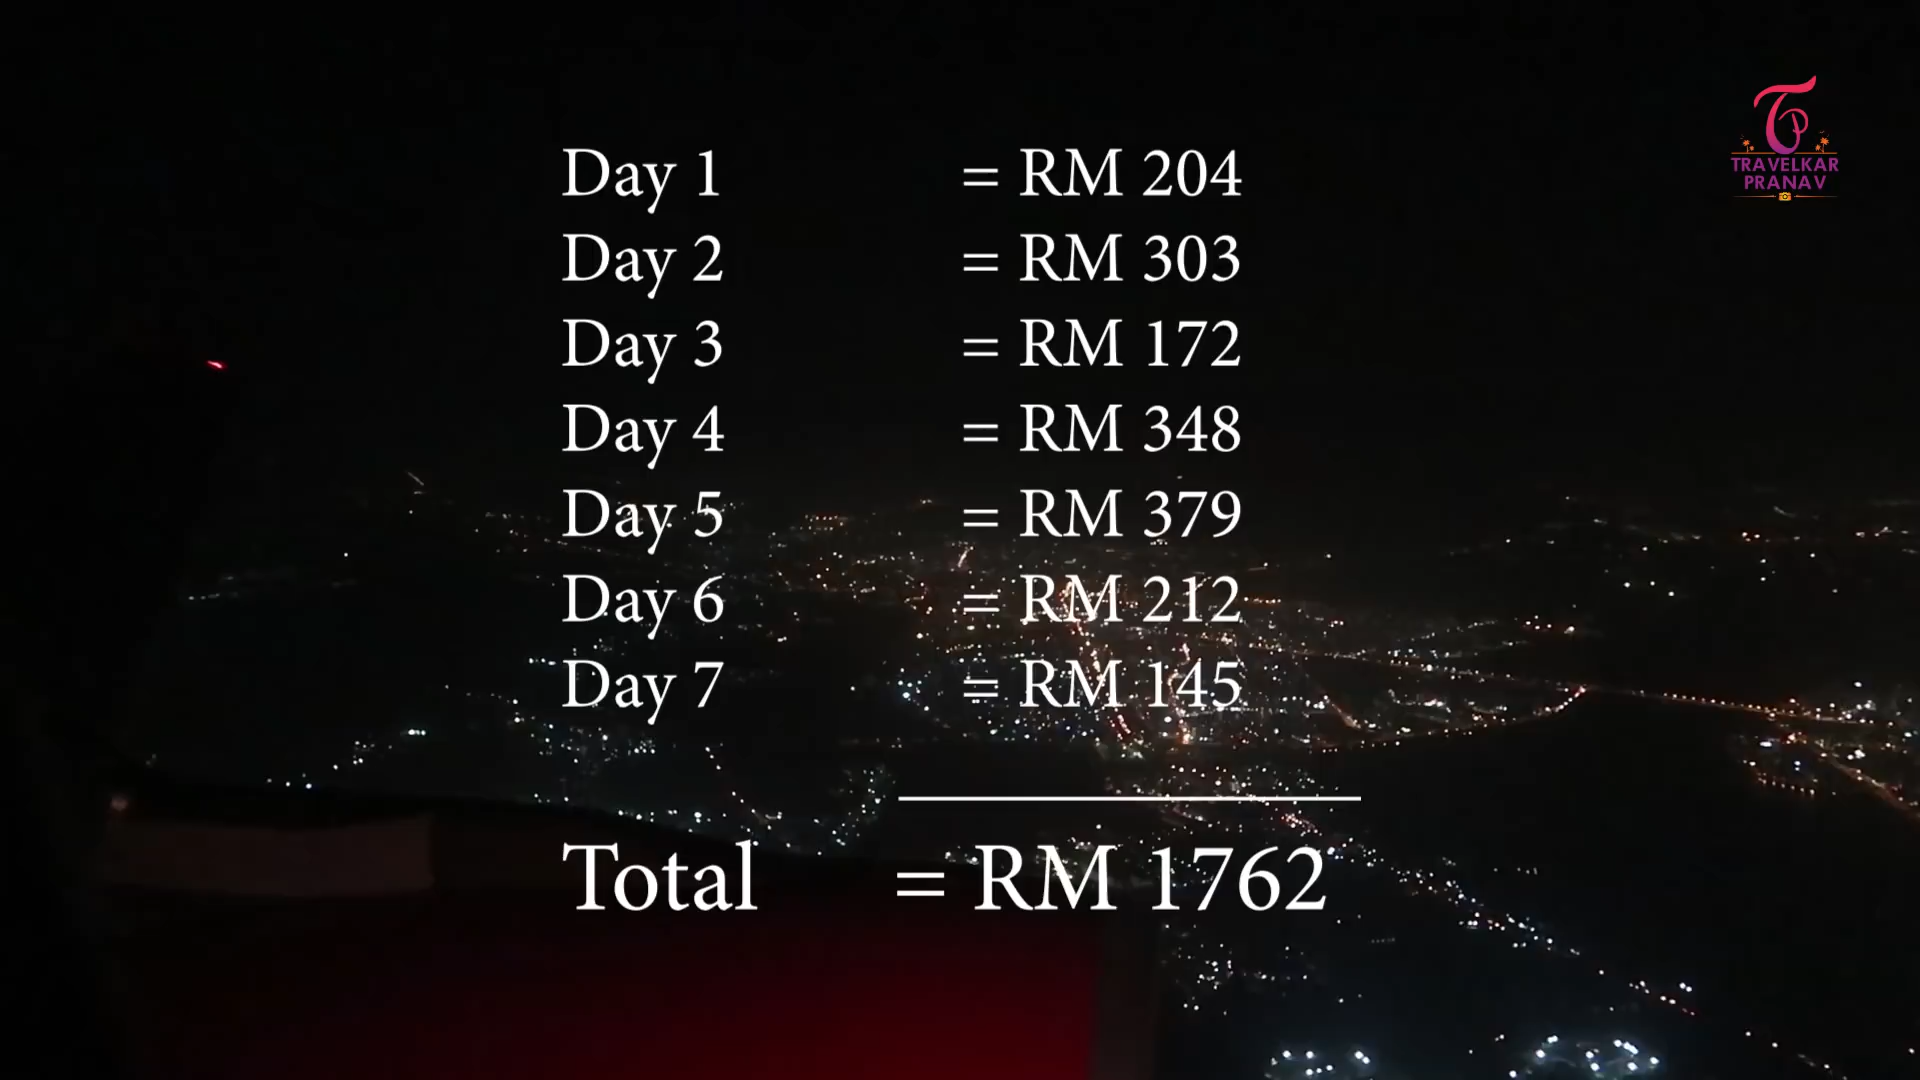 Day 1 = RM 204
Day 2 = RM 303
Day 3 = RM 172
Day 4 = RM 348
Day 5 = RM 379
Day 6 = RM 212
Day 7 = RM 145
Total = RM 1762
TP
TRAVELKAR
PRANAV